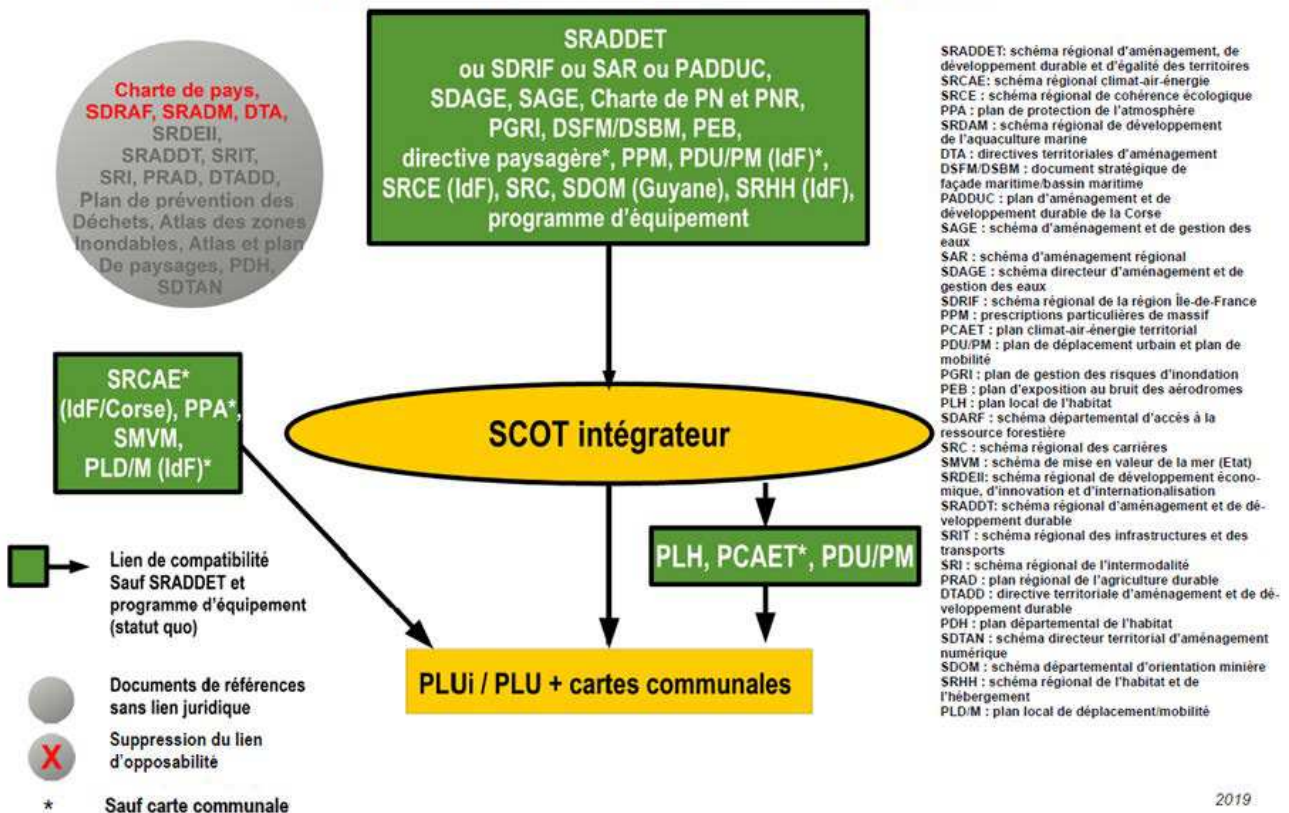 SRADDET
ou SDRIF ou SAR ou PADDUC,
SDAGE, SAGE, Charte de PN et PNR,
PGRI, DSFM/DSBM, PEB,
directive paysagère*, PPM, PDU/PM (IdF)*,
SRCE (IdF), SRC, SDOM (Guyane), SRHH (IdF),
programme d'équipement
Charte de pays,
SDRAF, SRADM, DTA,
SRDEII,
SRADDT, SRIT,
SRI, PRAD, DTADD,
Plan de prévention des
Déchets, Atlas des zones
Inondables, Atlas et plan
De paysages, PDH,
SDTAN
SRCAE*
(IdF/Corse), PPA*,
SMVM,
PLD/M (IdF)*
SCOT intégrateur
PLH, PCAET*, PDU/PM
PLUi / PLU + cartes communales
Lien de compatibilité
Sauf SRADDET et
programme d'équipement
(statut quo)
Documents de références
sans lien juridique
X
Suppression du lien
d'opposabilité
* Sauf carte communale
SRADDET: schéma régional d'aménagement, de
développement durable et d'égalité des territoires
SRCAE: schéma régional climat-air-énergie
SRCE : schéma régional de cohérence écologique
PPA : plan de protection de l'atmosphère
SRDAM : schéma régional de développement
de l'aquaculture marine
DTA : directives territoriales d'aménagement
DSFM/DSBM : document stratégique de
façade maritime/bassin maritime
PADDUC : plan d'aménagement et de
développement durable de la Corse
SAGE : schéma d'aménagement et de gestion des
eaux
SAR : schéma d'aménagement régional
SDAGE : schéma directeur d'aménagement et de
gestion des eaux
SDRIF : schéma régional de la région Île-de-France
PPM : prescriptions particulières de massif
PCAET : plan climat-air-énergie territorial
PDU/PM : plan de déplacement urbain et plan de
mobilité
PGRI : plan de gestion des risques d'inondation
PEB : plan d'exposition au bruit des aérodromes
PLH : plan local de l'habitat
SDARF : schéma départemental d'accès à la
ressource forestière
SRC : schéma régional des carrières
SMVM : schéma de mise en valeur de la mer (Etat)
SRDEII: schéma régional de développement écono-
mique, d'innovation et d'internationalisation
SRADDT: schéma régional d'aménagement et de dé-
veloppement durable
SRIT : schéma régional des infrastructures et des
transports
SRI : schéma régional de l'intermodalité
PRAD : plan régional de l'agriculture durable
DTADD : directive territoriale d'aménagement et de dé-
veloppement durable
PDH : plan départemental de l'habitat
SDTAN : schéma directeur territorial d'aménagement
numérique
SDOM : schéma départemental d'orientation minière
SRHH : schéma régional de l'habitat et de
l'hébergement
PLD/M : plan local de déplacement/mobilité
2019